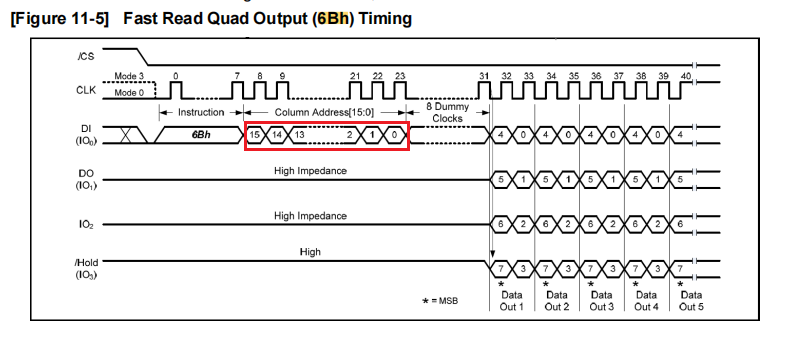 [Figure 11-5] Fast Read Quad Output (6Bh) Timing
/CS
Mode 3 0 7 8 9 21 22 23 31 32 33 34 35 36 37 38 39 40
CLK
Mode 0
Instruction Column Address[15:0] 8 Dummy
Clocks
DI
(IO₀)
6Bh 15 14 13 2 1 0 4 0 4 0 4 0 4 0 4
DO
(IO₁)
High Impedance 5 1 5 1 5 1 5 1 5
IO₂
High Impedance 6 2 6 2 6 2 6 2 6
/Hold
(IO₃)
High 7 3 7 3 7 3 7 3 7
* * * * *
* = MSB
Data Data Data Data Data
Out 1 Out 2 Out 3 Out 4 Out 5